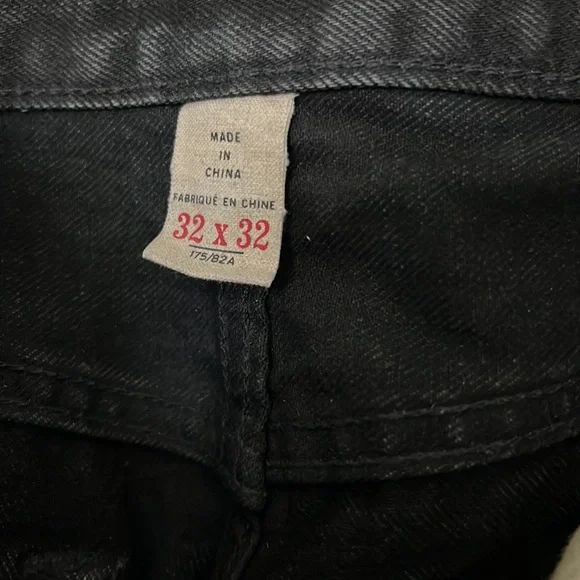 MADE
IN
CHINA
FABRIQUÉ EN CHINE
32 x 32
175/82A